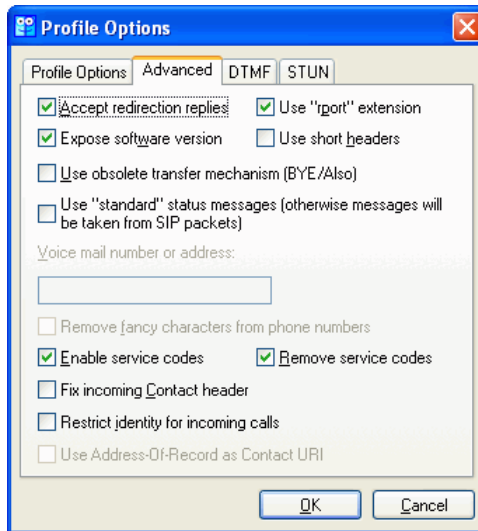 Profile Options
Profile Options Advanced DTMF STUN
Accept redirection replies Use "rport" extension
Expose software version Use short headers
Use obsolete transfer mechanism (BYE/Also)
Use "standard" status messages (otherwise messages will
be taken from SIP packets)
Voice mail number or address:
Remove fancy characters from phone numbers
Enable service codes Remove service codes
Fix incoming Contact header
Restrict identity for incoming calls
Use Address-Of-Record as Contact URI
OK Cancel